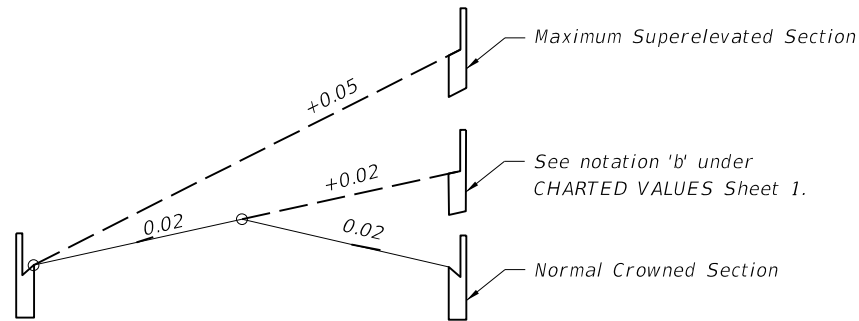 Maximum Superelevated Section
+0.05
See notation 'b' under
CHARTED VALUES Sheet 1.
+0.02
0.02
0.02
Normal Crowned Section